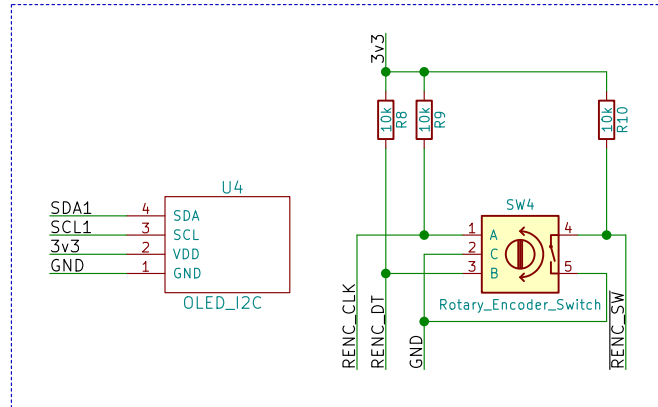 3v3
10k
R8
10k
R9
10k
R10
U4
SDA1
4
SDA
SCL1
3
SCL
3v3
2
VDD
GND
1
GND
OLED_I2C
SW4
1
A
4
2
C
3
B
5
Rotary_Encoder_Switch
RENC_CLK
RENC_DT
GND
RENC_SW